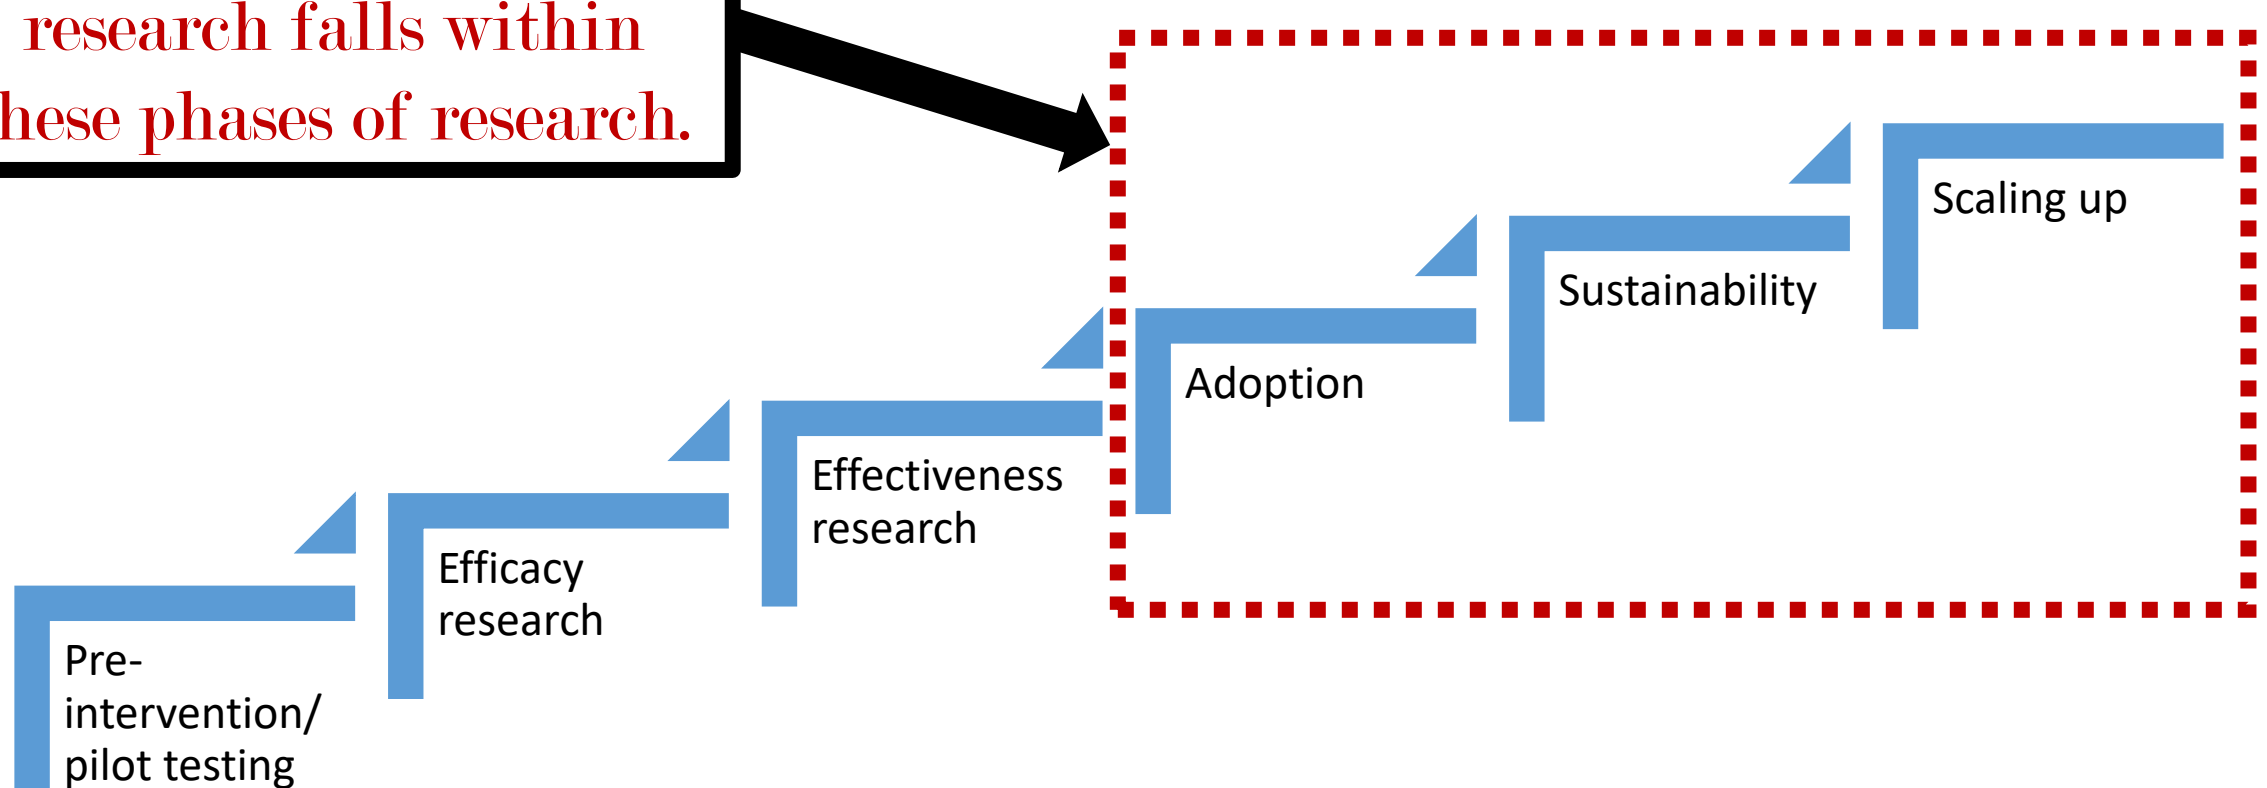 research falls within
hese phases of research.
Scaling up
Sustainability
Adoption
Effectiveness
research
Efficacy
research
Pre-
intervention/
pilot testing